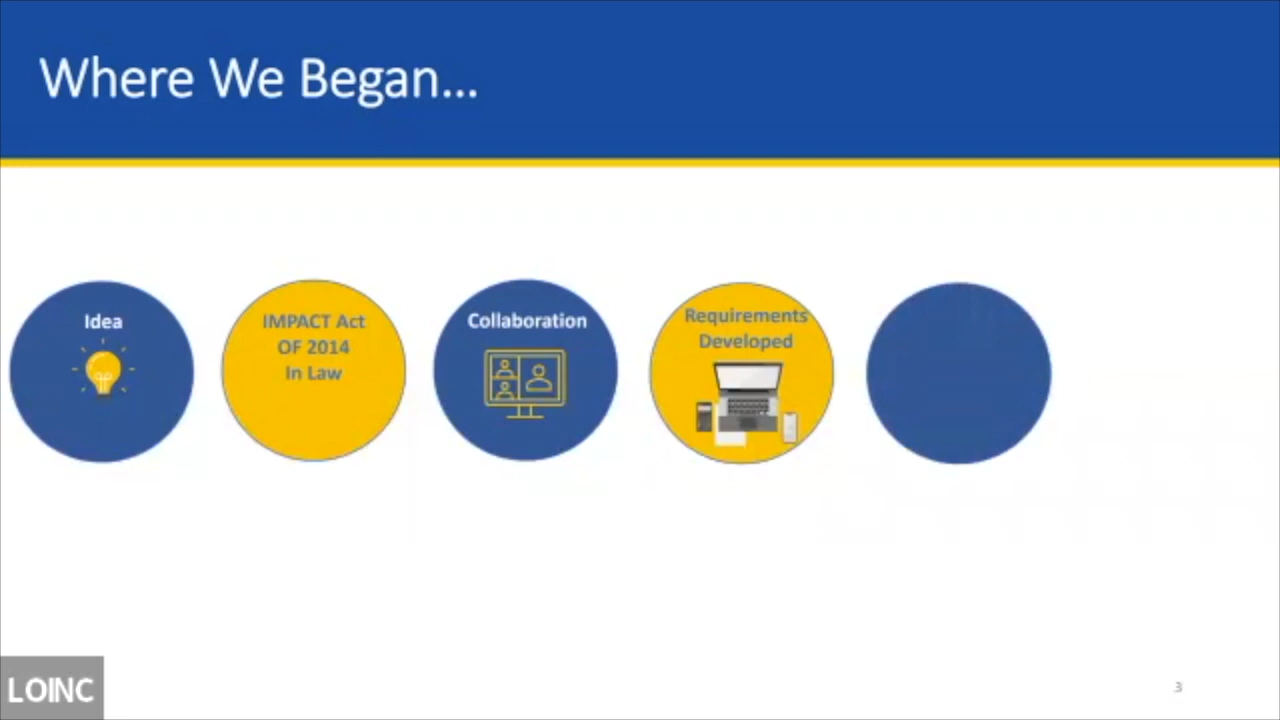 Where We Began...
Idea
IMPACT Act
OF 2014
In Law
Collaboration
Requirements
Developed
LOINC
3